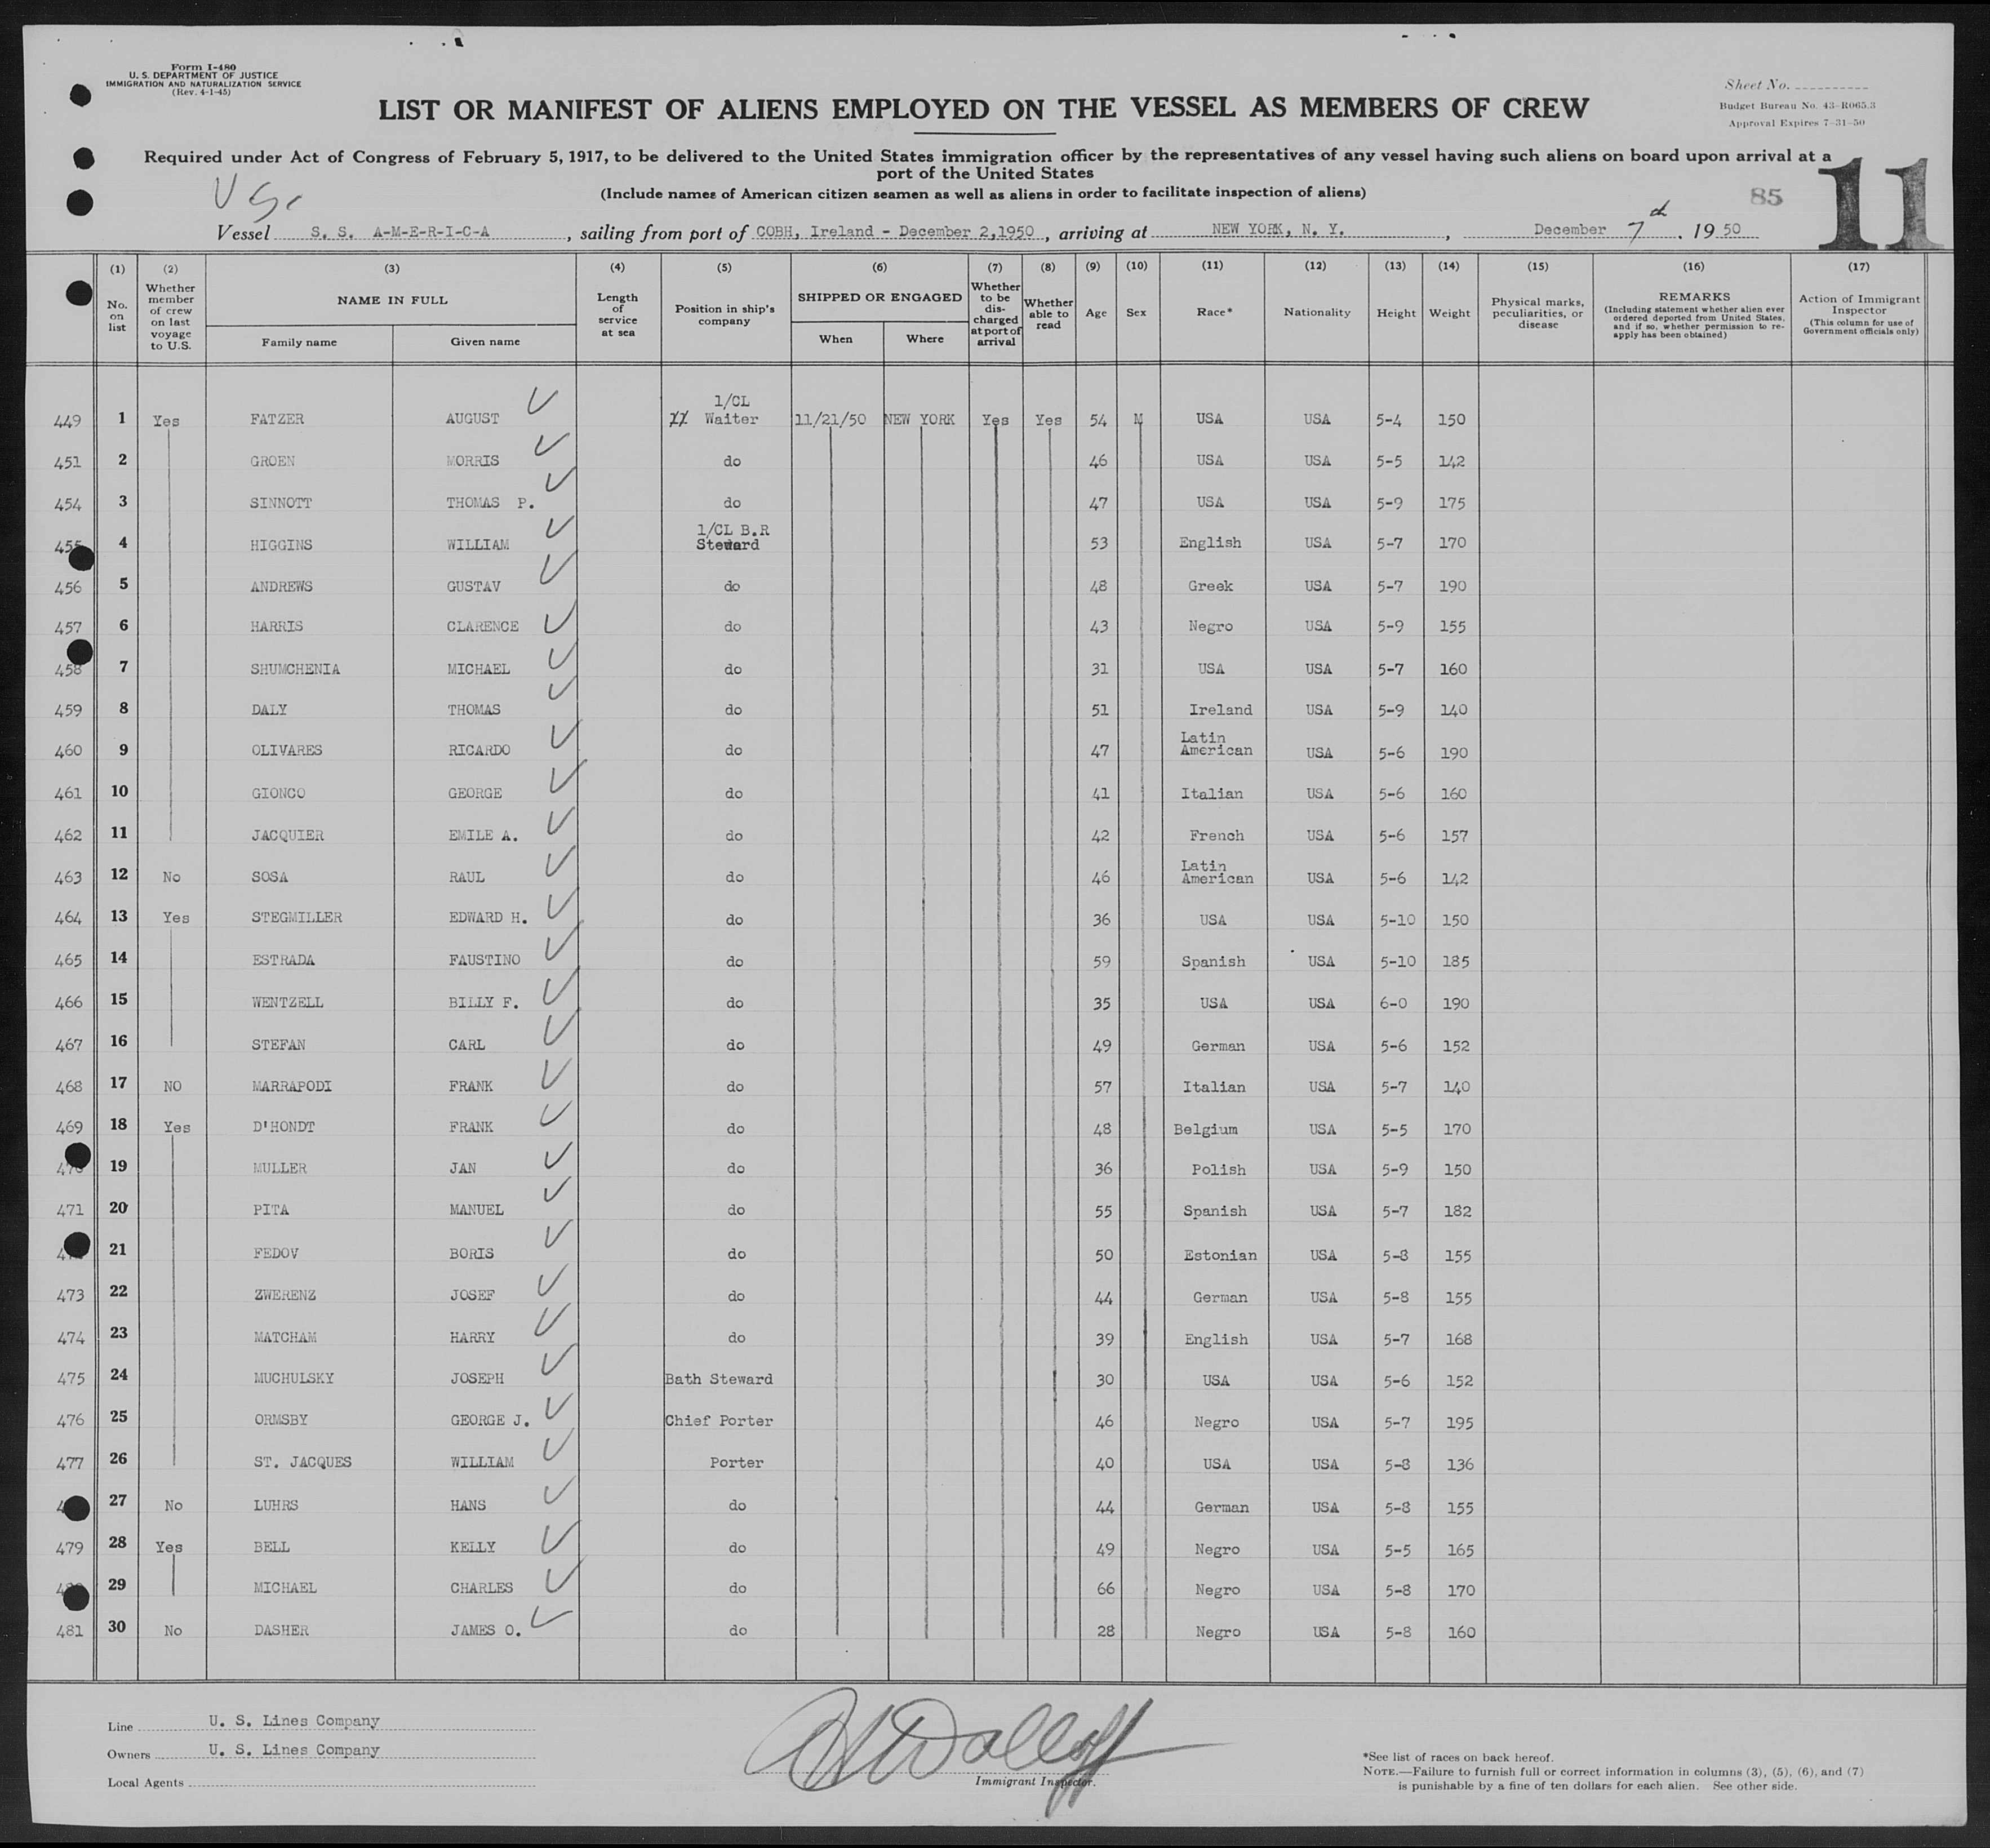 Form I-480
U. S. DEPARTMENT OF JUSTICE
IMMIGRATION AND NATURALIZATION SERVICE
(Rev. 4-1-45)
Sheet No.
Budget Bureau No. 43-R065.3
Approval Expires 7-31-50
LIST OR MANIFEST OF ALIENS EMPLOYED ON THE VESSEL AS MEMBERS OF CREW
Required under Act of Congress of February 5, 1917, to be delivered to the United States immigration officer by the representatives of any vessel having such aliens on board upon arrival at a
port of the United States
(Include names of American citizen seamen as well as aliens in order to facilitate inspection of aliens)
85
11
Vessel S. S. A-M-E-R-I-C-A, sailing from port of COBH, Ireland - December 2,1950, arriving at NEW YORK, N. Y., December 7th, 1950
(1) No. on list (2) Whether member of crew on last voyage to U.S. (3) NAME IN FULL Family name Given name (4) Length of service at sea (5) Position in ship's company (6) SHIPPED OR ENGAGED When Where (7) Whether to be discharged at port of arrival (8) Whether able to read (9) Age (10) Sex (11) Race* (12) Nationality (13) Height (14) Weight (15) Physical marks, peculiarities, or disease (16) REMARKS (Including statement whether alien ever ordered deported from United States, and if so, whether permission to reapply has been obtained) (17) Action of Immigrant Inspector (This column for use of Government officials only)
449 1 Yes FATZER AUGUST 1/CL Waiter 11/21/50 NEW YORK Yes Yes 54 M USA USA 5-4 150
451 2 GROEN MORRIS do 46 USA USA 5-5 142
454 3 SINNOTT THOMAS P. do 47 USA USA 5-9 175
455 4 HIGGINS WILLIAM 1/CL B.R Steward 53 English USA 5-7 170
456 5 ANDREWS GUSTAV do 48 Greek USA 5-7 190
457 6 HARRIS CLARENCE do 43 Negro USA 5-9 155
458 7 SHUMCHENIA MICHAEL do 31 USA USA 5-7 160
459 8 DALY THOMAS do 51 Ireland USA 5-9 140
460 9 OLIVARES RICARDO do 47 Latin American USA 5-6 190
461 10 GIONCO GEORGE do 41 Italian USA 5-6 160
462 11 JACQUIER EMILE A. do 42 French USA 5-6 157
463 12 No SOSA RAUL do 46 Latin American USA 5-6 142
464 13 Yes STEGMILLER EDWARD H. do 36 USA USA 5-10 150
465 14 ESTRADA FAUSTINO do 59 Spanish USA 5-10 185
466 15 WENTZELL BILLY F. do 35 USA USA 6-0 190
467 16 STEFAN CARL do 49 German USA 5-6 152
468 17 NO MARRAPODI FRANK do 57 Italian USA 5-7 140
469 18 Yes D'HONDT FRANK do 48 Belgium USA 5-5 170
19 MULLER JAN do 36 Polish USA 5-9 150
471 20 PITA MANUEL do 55 Spanish USA 5-7 182
21 FEDOV BORIS do 50 Estonian USA 5-8 155
473 22 ZWERENZ JOSEF do 44 German USA 5-8 155
474 23 MATCHAM HARRY do 39 English USA 5-7 168
475 24 MUCHULSKY JOSEPH Bath Steward 30 USA USA 5-6 152
476 25 ORMSBY GEORGE J. Chief Porter 46 Negro USA 5-7 195
477 26 ST. JACQUES WILLIAM Porter 40 USA USA 5-8 136
27 No LUHRS HANS do 44 German USA 5-8 155
479 28 Yes BELL KELLY do 49 Negro USA 5-5 165
29 MICHAEL CHARLES do 66 Negro USA 5-8 170
481 30 No DASHER JAMES O. do 28 Negro USA 5-8 160
Line U. S. Lines Company
Owners U. S. Lines Company
Local Agents
Immigrant Inspector.
*See list of races on back hereof.
NOTE.—Failure to furnish full or correct information in columns (3), (5), (6), and (7)
is punishable by a fine of ten dollars for each alien. See other side.